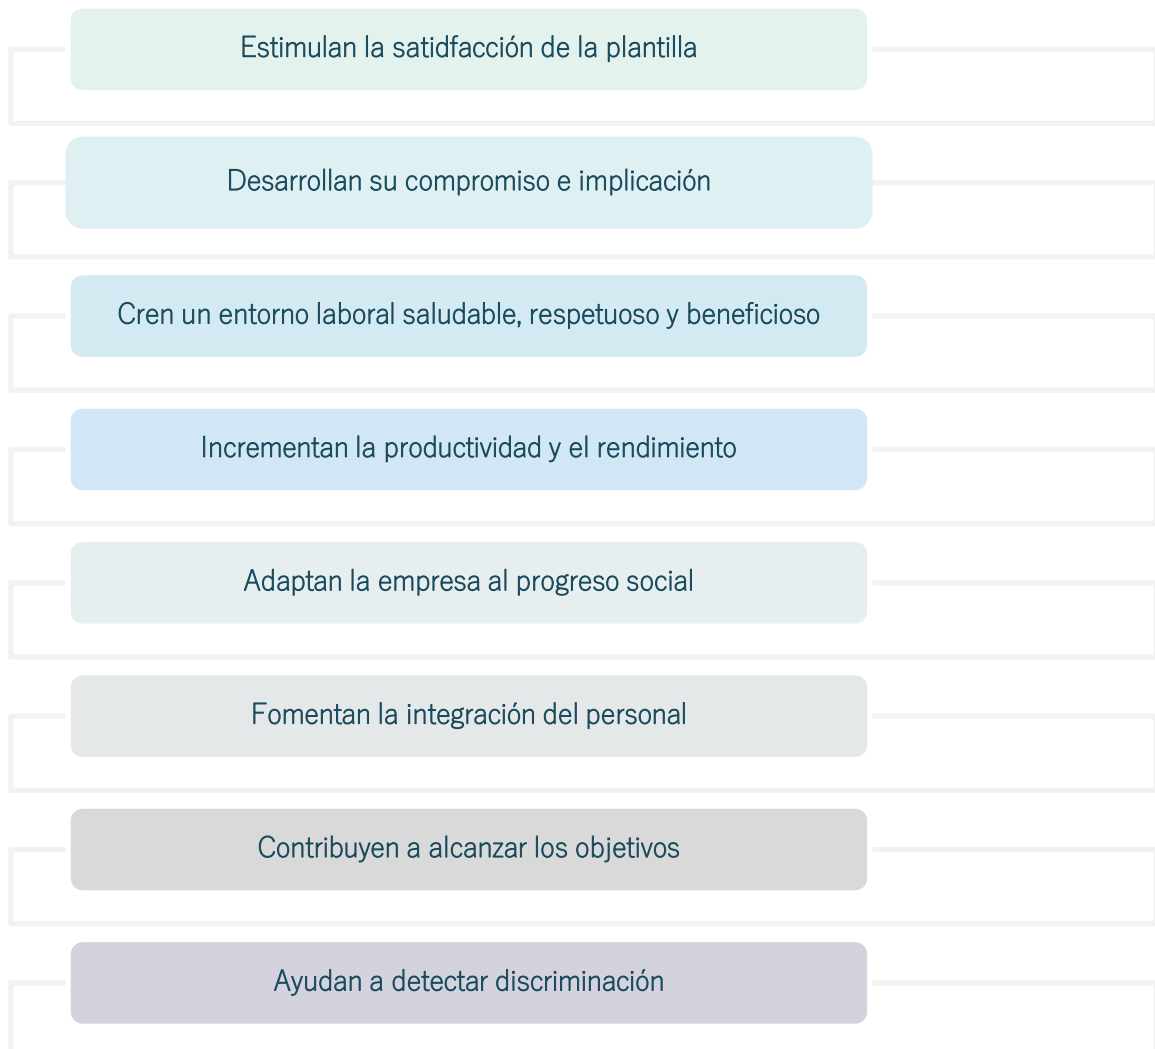 Estimulan la satidfacción de la plantilla
Desarrollan su compromiso e implicación
Cren un entorno laboral saludable, respetuoso y beneficioso
Incrementan la productividad y el rendimiento
Adaptan la empresa al progreso social
Fomentan la integración del personal
Contribuyen a alcanzar los objetivos
Ayudan a detectar discriminación